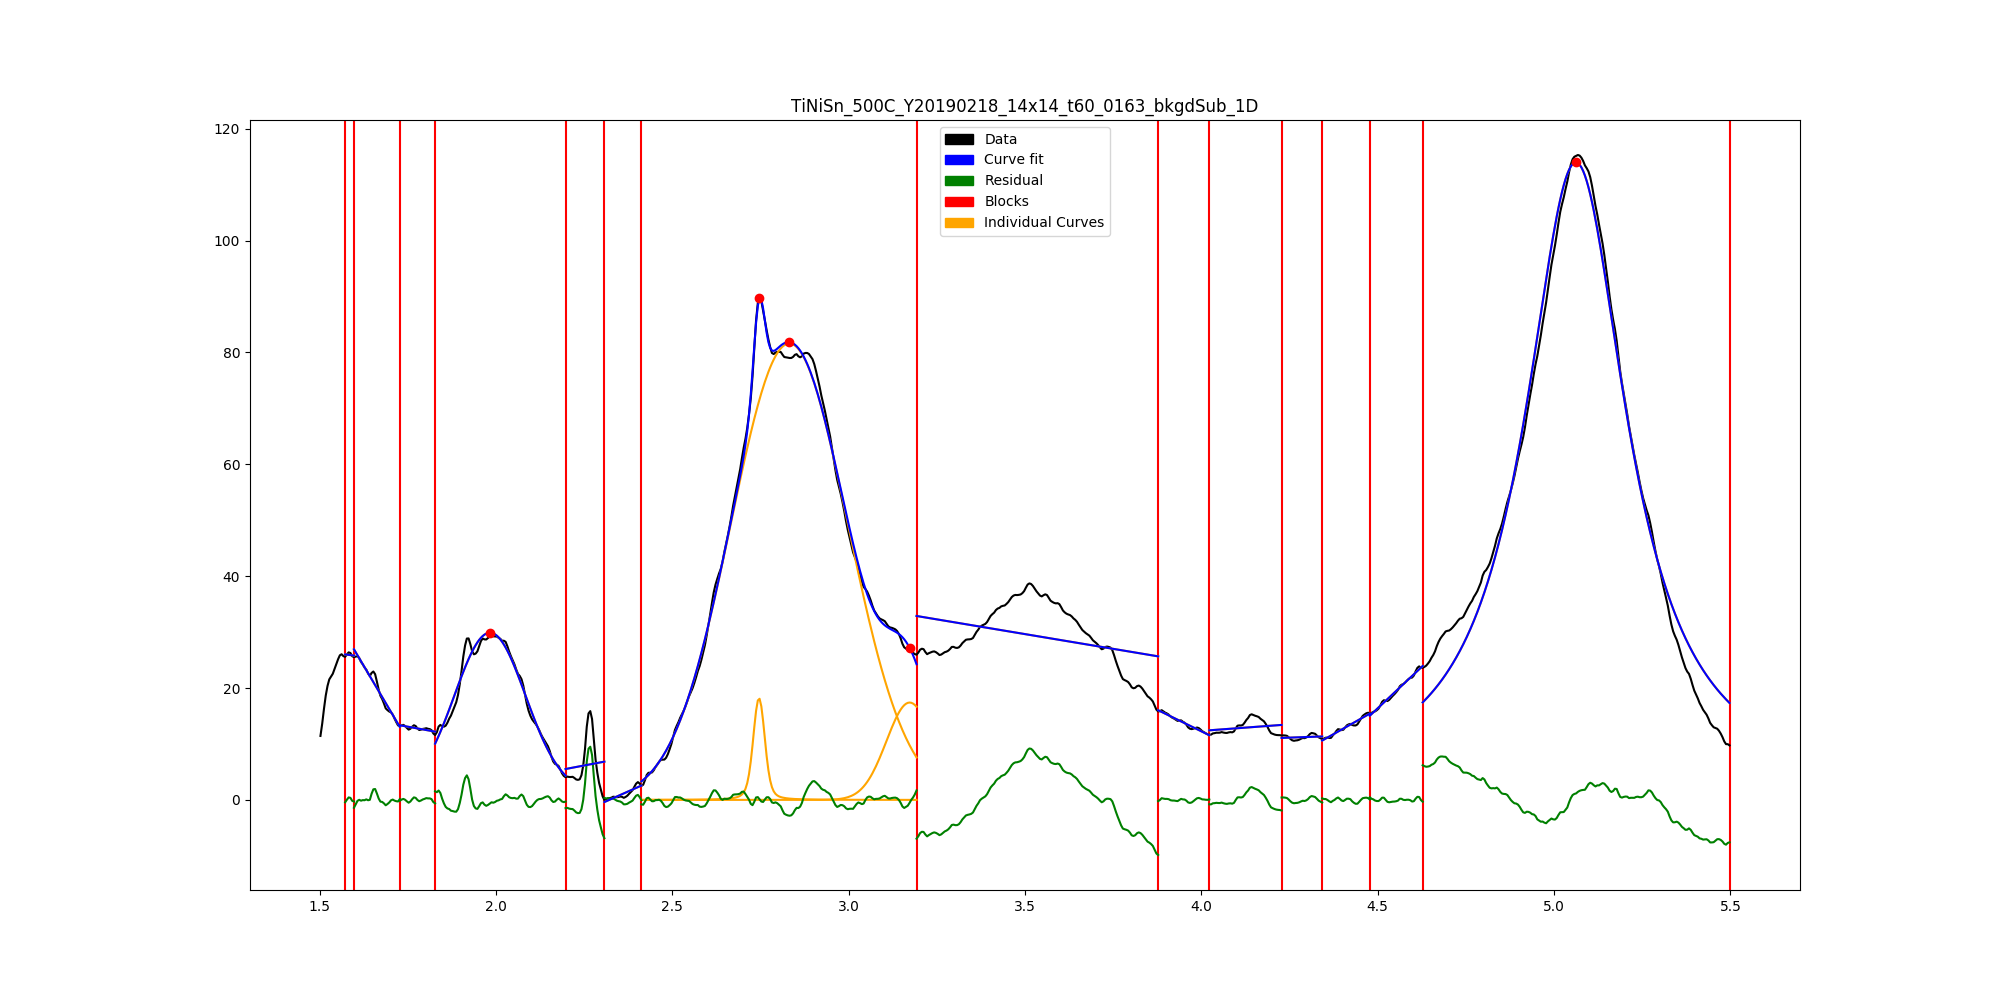 TiNiSn_500C_Y20190218_14x14_t60_0163_bkgdSub_1D
Data
Curve fit
Residual
Blocks
Individual Curves
120
100
80
60
40
20
0
1.5 2.0 2.5 3.0 3.5 4.0 4.5 5.0 5.5